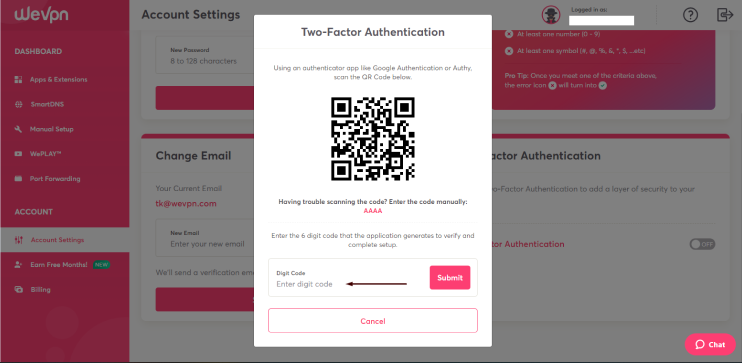 wevpn
Account Settings
Logged in as:
DASHBOARD
Apps & Extensions
SmartDNS
Manual Setup
WePLAY™
Port Forwarding
ACCOUNT
Account Settings
Earn Free Months! NEW
Billing
New Password
8 to 128 characters
At least one number (0 - 9)
At least one symbol (#, @, %, &, *, $, ...etc)
Pro Tip: Once you meet one of the criteria above,
the error icon will turn into
Change Email
Your Current Email
tk@wevpn.com
New Email
Enter your new email
We'll send a verification em
Two-Factor Authentication
Using an authenticator app like Google Authentication or Authy,
scan the QR Code below.
Having trouble scanning the code? Enter the code manually:
AAAA
Enter the 6 digit code that the application generates to verify and
complete setup.
Digit Code
Enter digit code
Submit
Cancel
actor Authentication
wo-Factor Authentication to add a layer of security to your
actor Authentication
OFF
Chat